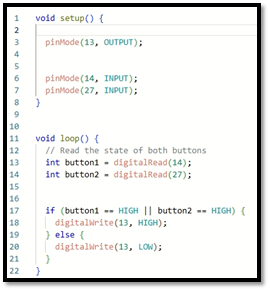 1 void setup() {
2
3 pinMode(13, OUTPUT);
4
5
6 pinMode(14, INPUT);
7 pinMode(27, INPUT);
8 }
9
10
11 void loop() {
12 // Read the state of both buttons
13 int button1 = digitalRead(14);
14 int button2 = digitalRead(27);
15
16
17 if (button1 == HIGH || button2 == HIGH) {
18 digitalWrite(13, HIGH);
19 } else {
20 digitalWrite(13, LOW);
21 }
22 }